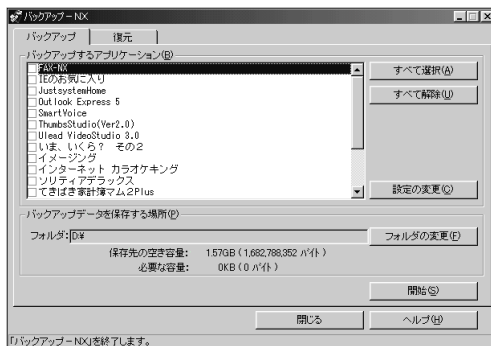 バックアップ－NX
バックアップ 復元
バックアップするアプリケーション(B)
FAX-NX
IEのお気に入り
JustsystemHome
Outlook Express 5
SmartVoice
ThumbsStudio(Ver2.0)
Ulead VideoStudio 3.0
いま、いくら？ その２
イメージング
インターネット カラオケキング
ソリティアデラックス
てきぱき家計簿マム２Plus
すべて選択(A)
すべて解除(U)
設定の変更(C)
バックアップデータを保存する場所(P)
フォルダ: D:¥
フォルダの変更(F)
保存先の空き容量: 1.57GB ( 1,682,788,352 バイト )
必要な容量: 0KB ( 0 バイト )
開始(S)
閉じる ヘルプ(H)
「バックアップ－NX」を終了します。